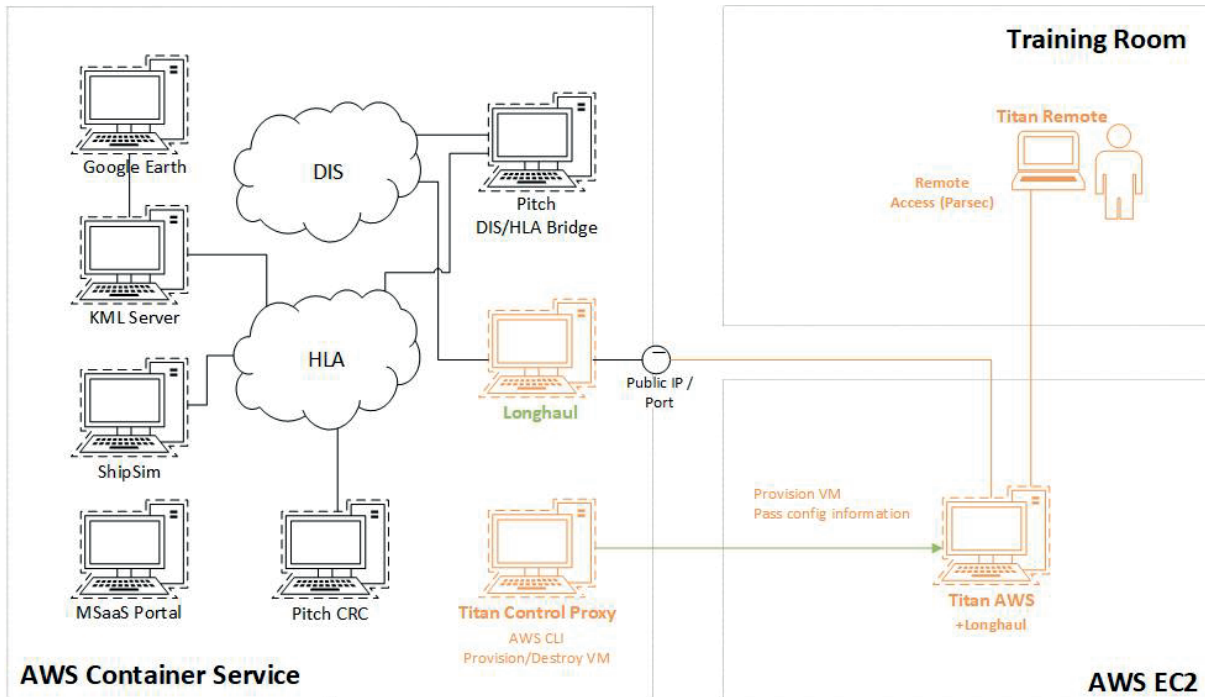 Training Room
Titan Remote
Remote
Access (Parsec)
Google Earth
DIS
Pitch
DIS/HLA Bridge
KML Server
HLA
Longhaul
Public IP /
Port
ShipSim
Provision VM
Pass config information
MSaaS Portal
Pitch CRC
Titan Control Proxy
AWS CLI
Provision/Destroy VM
Titan AWS
+Longhaul
AWS Container Service
AWS EC2